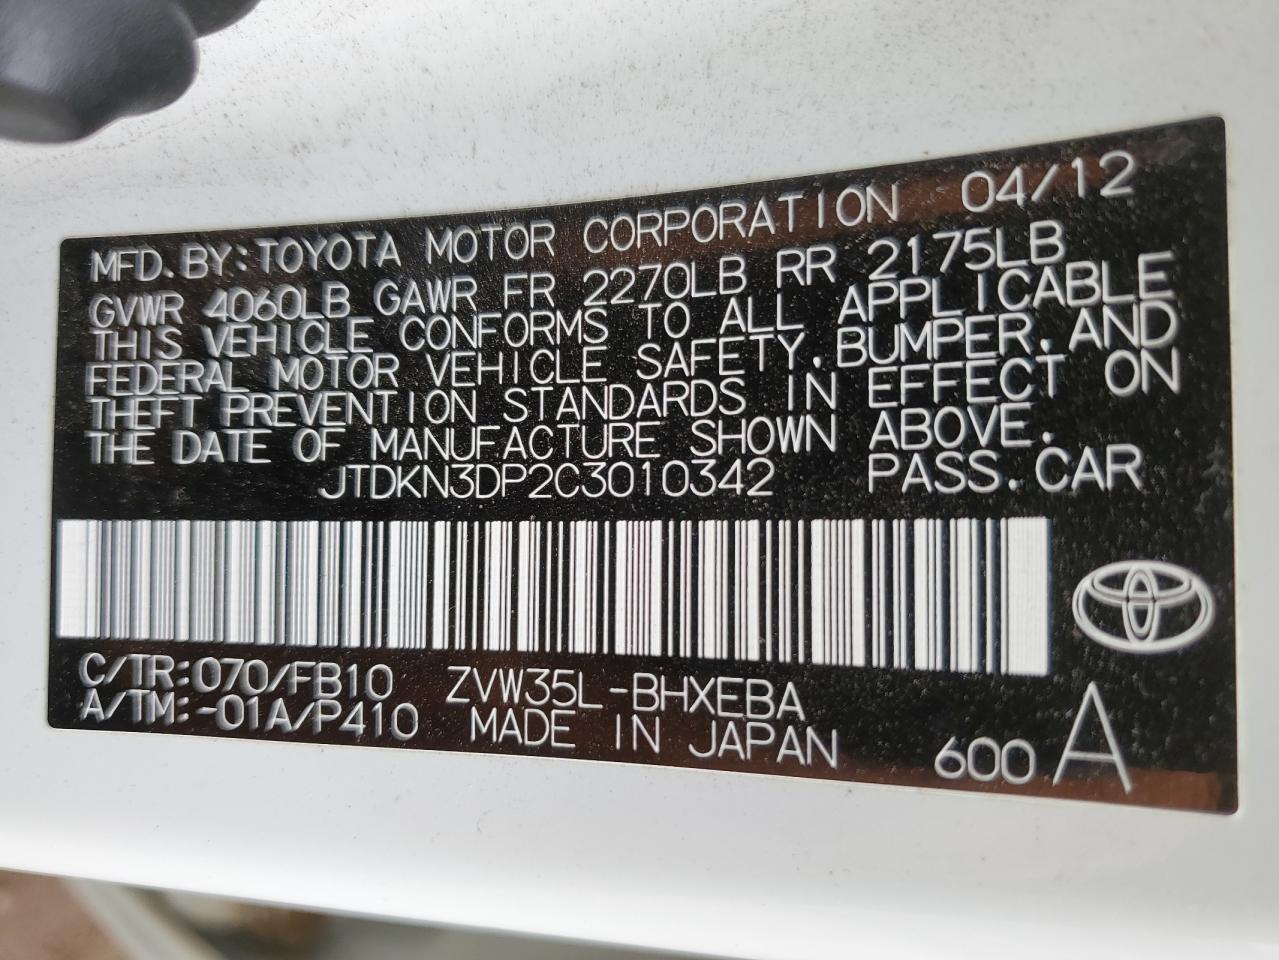 MFD. BY: TOYOTA MOTOR CORPORATION 04/12
GVWR 4060LB GAWR FR 2270LB RR 2175LB
THIS VEHICLE CONFORMS TO ALL APPLICABLE
FEDERAL MOTOR VEHICLE SAFETY, BUMPER, AND
THEFT PREVENTION STANDARDS IN EFFECT ON
THE DATE OF MANUFACTURE SHOWN ABOVE.
JTDKN3DP2C3010342 PASS. CAR
C/TR: 070/FB10 ZVW35L-BHXEBA
A/TM: -01A/P410 MADE IN JAPAN 600 A